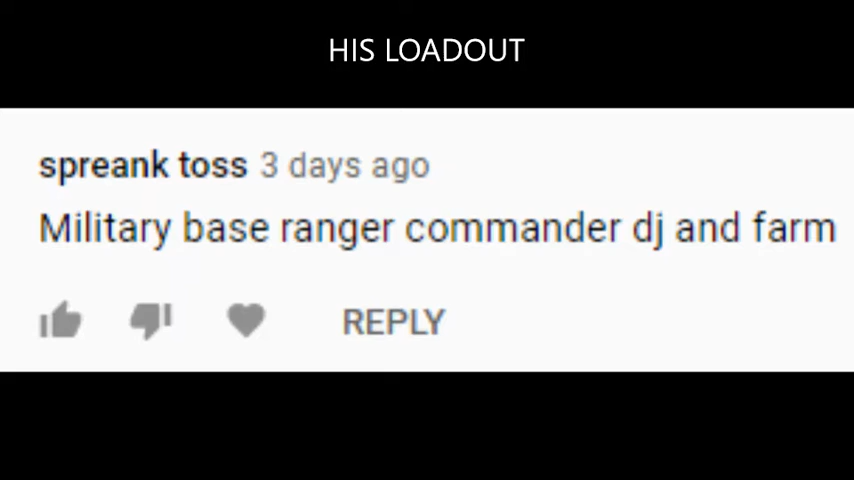 HIS LOADOUT
spreank toss 3 days ago
Military base ranger commander dj and farm
REPLY